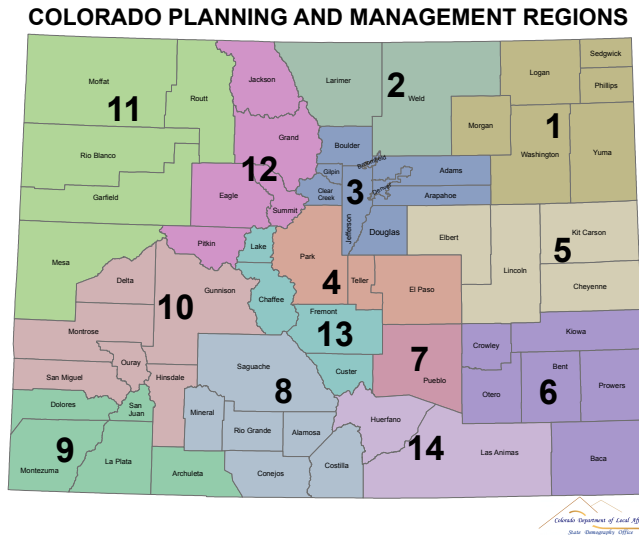 COLORADO PLANNING AND MANAGEMENT REGIONS
Jackson
Sedgwick
Moffat
Routt
Larimer
2
Weld
Logan
Phillips
11
Morgan
1
Grand
Boulder
Washington
Yuma
Rio Blanco
12
Gilpin
Broomfield
Adams
Garfield
Eagle
Clear
Creek
3
Denver
Arapahoe
Summit
Jefferson
Douglas
Elbert
Kit Carson
5
Pitkin
Lake
Mesa
Park
Lincoln
Delta
Gunnison
4
Teller
El Paso
Cheyenne
10
Chaffee
Fremont
13
Montrose
Kiowa
Crowley
Ouray
Saguache
7
Bent
San Miguel
Hinsdale
Custer
Pueblo
Otero
6
Prowers
8
Dolores
San
Juan
Mineral
Huerfano
9
Rio Grande
Alamosa
14
Las Animas
Montezuma
La Plata
Archuleta
Conejos
Costilla
Baca
Colorado Department of Local Aff
State Demography Office